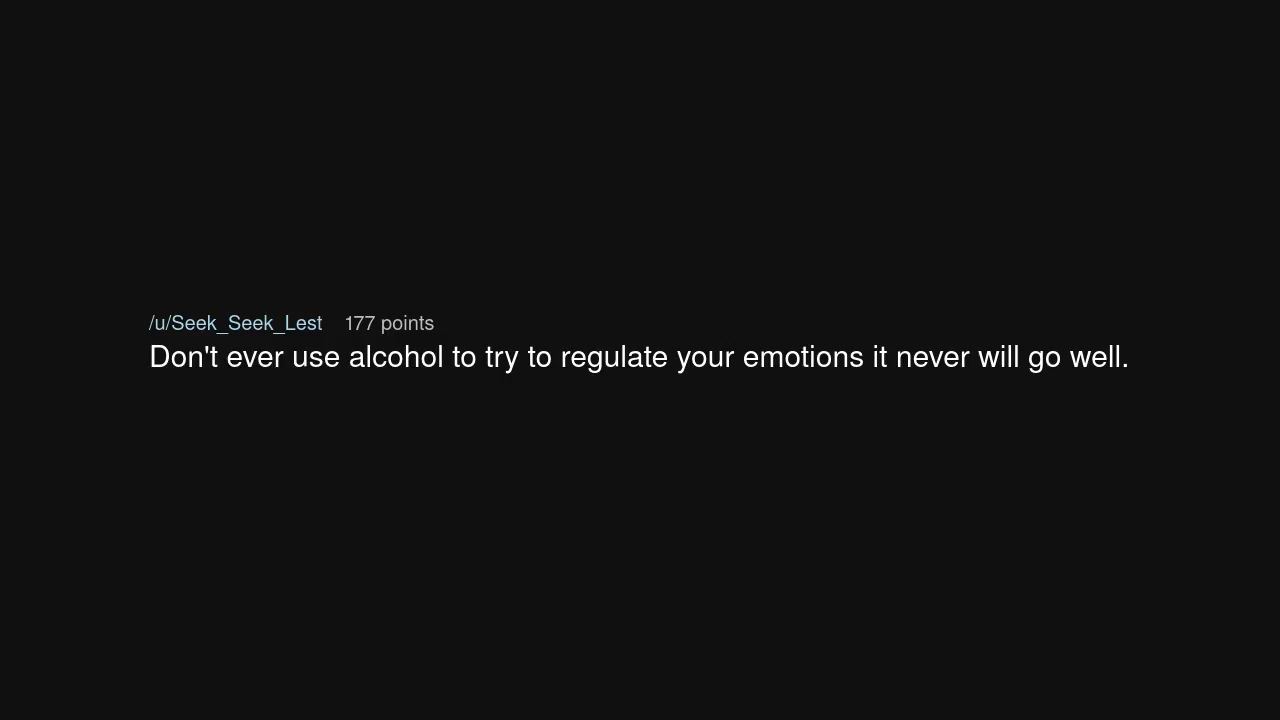 /u/Seek_Seek_Lest 177 points
Don't ever use alcohol to try to regulate your emotions it never will go well.